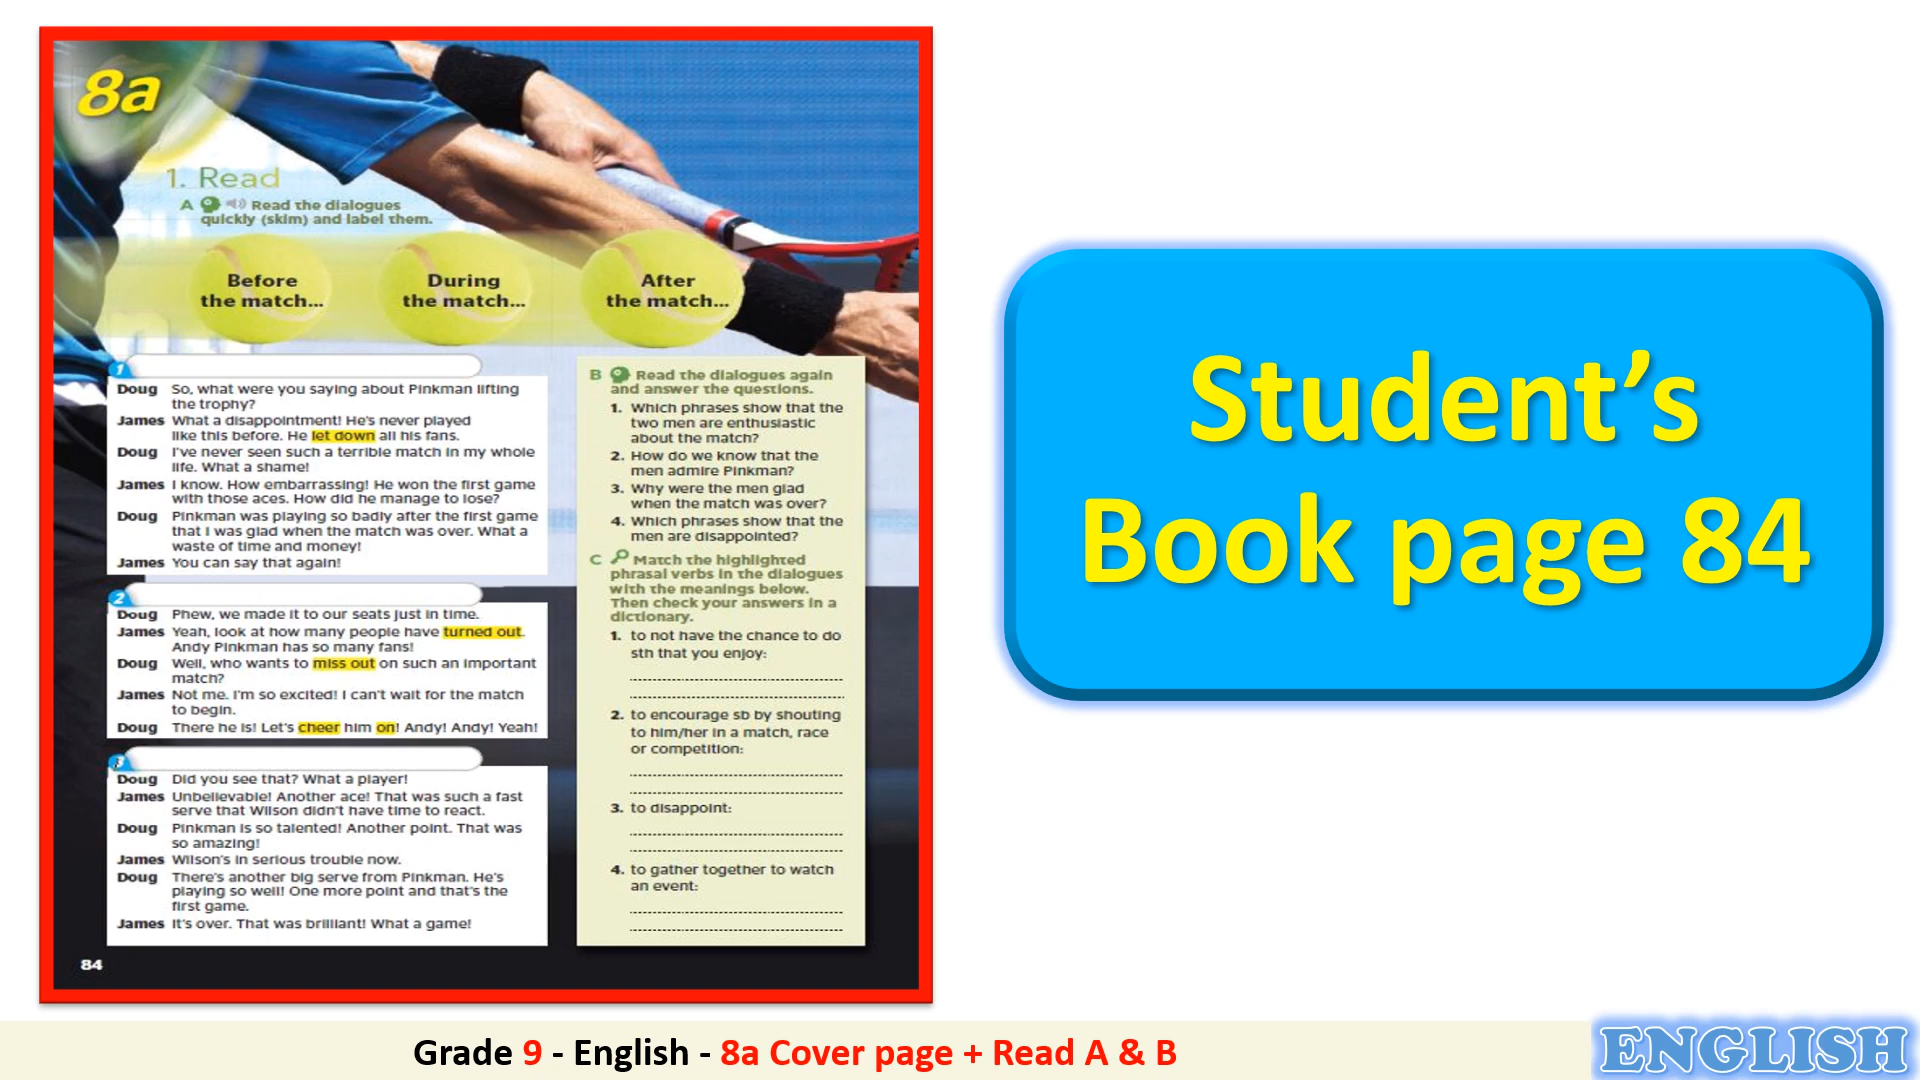 8a
1. Read
A Read the dialogues
quickly (skim) and label them.
Before
the match...
During
the match...
After
the match...
1
Doug So, what were you saying about Pinkman lifting
the trophy?
James What a disappointment! He's never played
like this before. He let down all his fans.
Doug I've never seen such a terrible match in my whole
life. What a shame!
James I know. How embarrassing! He won the first game
with those aces. How did he manage to lose?
Doug Pinkman was playing so badly after the first game
that I was glad when the match was over. What a
waste of time and money!
James You can say that again!
2
Doug Phew, we made it to our seats just in time.
James Yeah, look at how many people have turned out.
Andy Pinkman has so many fans!
Doug Well, who wants to miss out on such an important
match?
James Not me. I'm so excited! I can't wait for the match
to begin.
Doug There he is! Let's cheer him on! Andy! Andy! Yeah!
3
Doug Did you see that? What a player!
James Unbelievable! Another ace! That was such a fast
serve that Wilson didn't have time to react.
Doug Pinkman is so talented! Another point. That was
so amazing!
James Wilson's in serious trouble now.
Doug There's another big serve from Pinkman. He's
playing so well! One more point and that's the
first game.
James It's over. That was brilliant! What a game!
B Read the dialogues again
and answer the questions.
1. Which phrases show that the
two men are enthusiastic
about the match?
2. How do we know that the
men admire Pinkman?
3. Why were the men glad
when the match was over?
4. Which phrases show that the
men are disappointed?
C Match the highlighted
phrasal verbs in the dialogues
with the meanings below.
Then check your answers in a
dictionary.
1. to not have the chance to do
sth that you enjoy:
2. to encourage sb by shouting
to him/her in a match, race
or competition:
3. to disappoint:
4. to gather together to watch
an event:
84
Student's
Book page 84
Grade 9 - English - 8a Cover page + Read A & B
ENGLISH